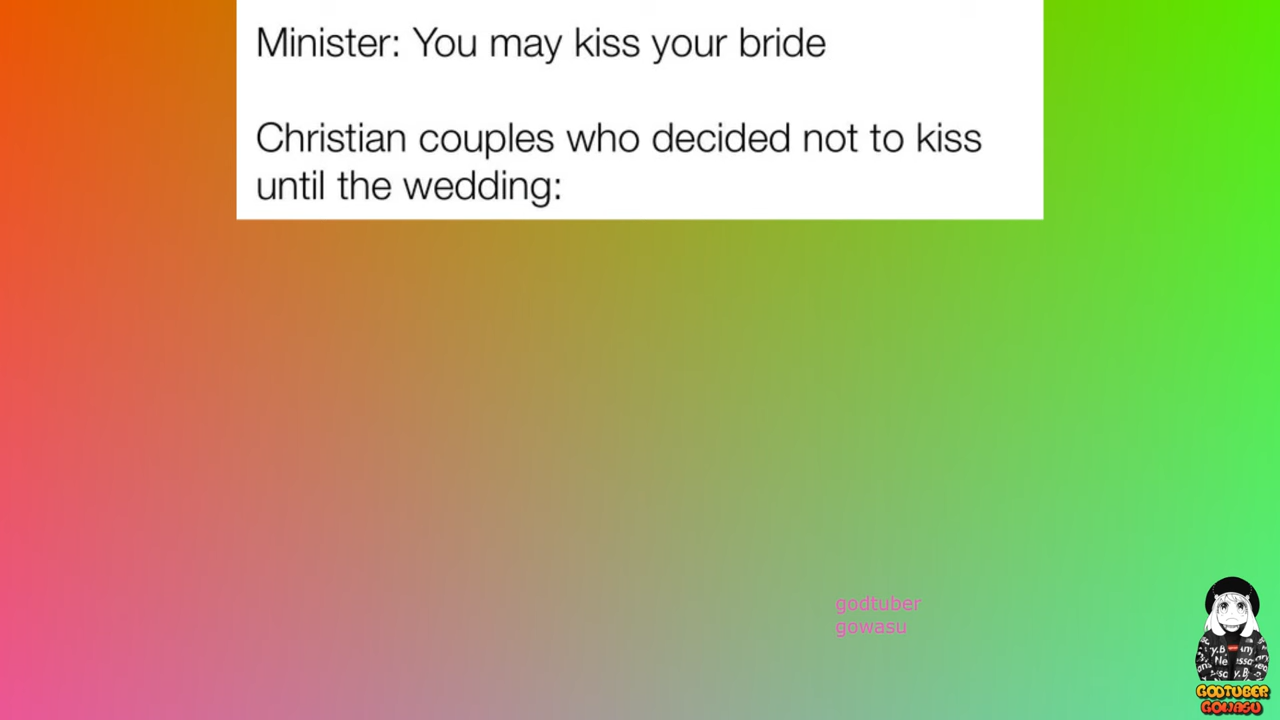 Minister: You may kiss your bride
Christian couples who decided not to kiss
until the wedding:
godtuber
gowasu
GODTUBER
GOWASU